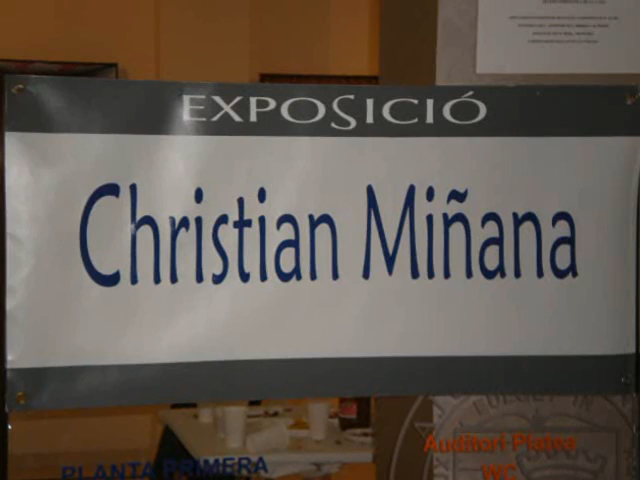 EXPOSICIÓ
Christian Miñana
PLANTA PRIMERA
Auditori Platea
WC